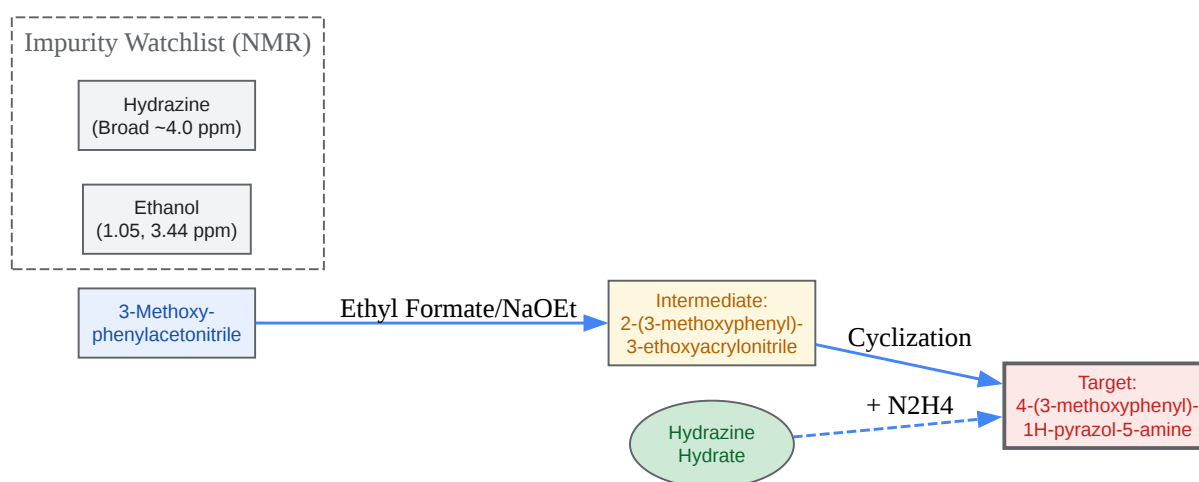 Impurity Watchlist (NMR)
Hydrazine
(Broad ~4.0 ppm)
Ethanol
(1.05, 3.44 ppm)
3-Methoxy-
phenylacetonitrile
Ethyl Formate/NaOEt
Intermediate:
2-(3-methoxyphenyl)-
3-ethoxyacrylonitrile
Cyclization
+ N2H4
Hydrazine
Hydrate
Target:
4-(3-methoxyphenyl)-
1H-pyrazol-5-amine